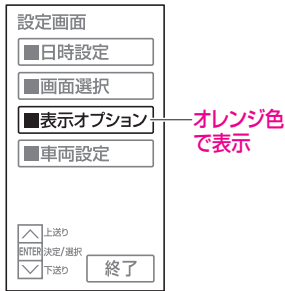 設定画面
■日時設定
■画面選択
■表示オプション
オレンジ色
で表示
■車両設定
上送り
ENTER 決定/選択
下送り
終了